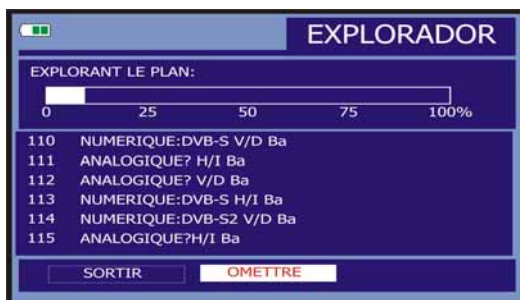 EXPLORADOR
EXPLORANT LE PLAN:
0 25 50 75 100%
110 NUMERIQUE:DVB-S V/D Ba
111 ANALOGIQUE? H/I Ba
112 ANALOGIQUE? V/D Ba
113 NUMERIQUE:DVB-S H/I Ba
114 NUMERIQUE:DVB-S2 V/D Ba
115 ANALOGIQUE?H/I Ba
SORTIR OMETTRE